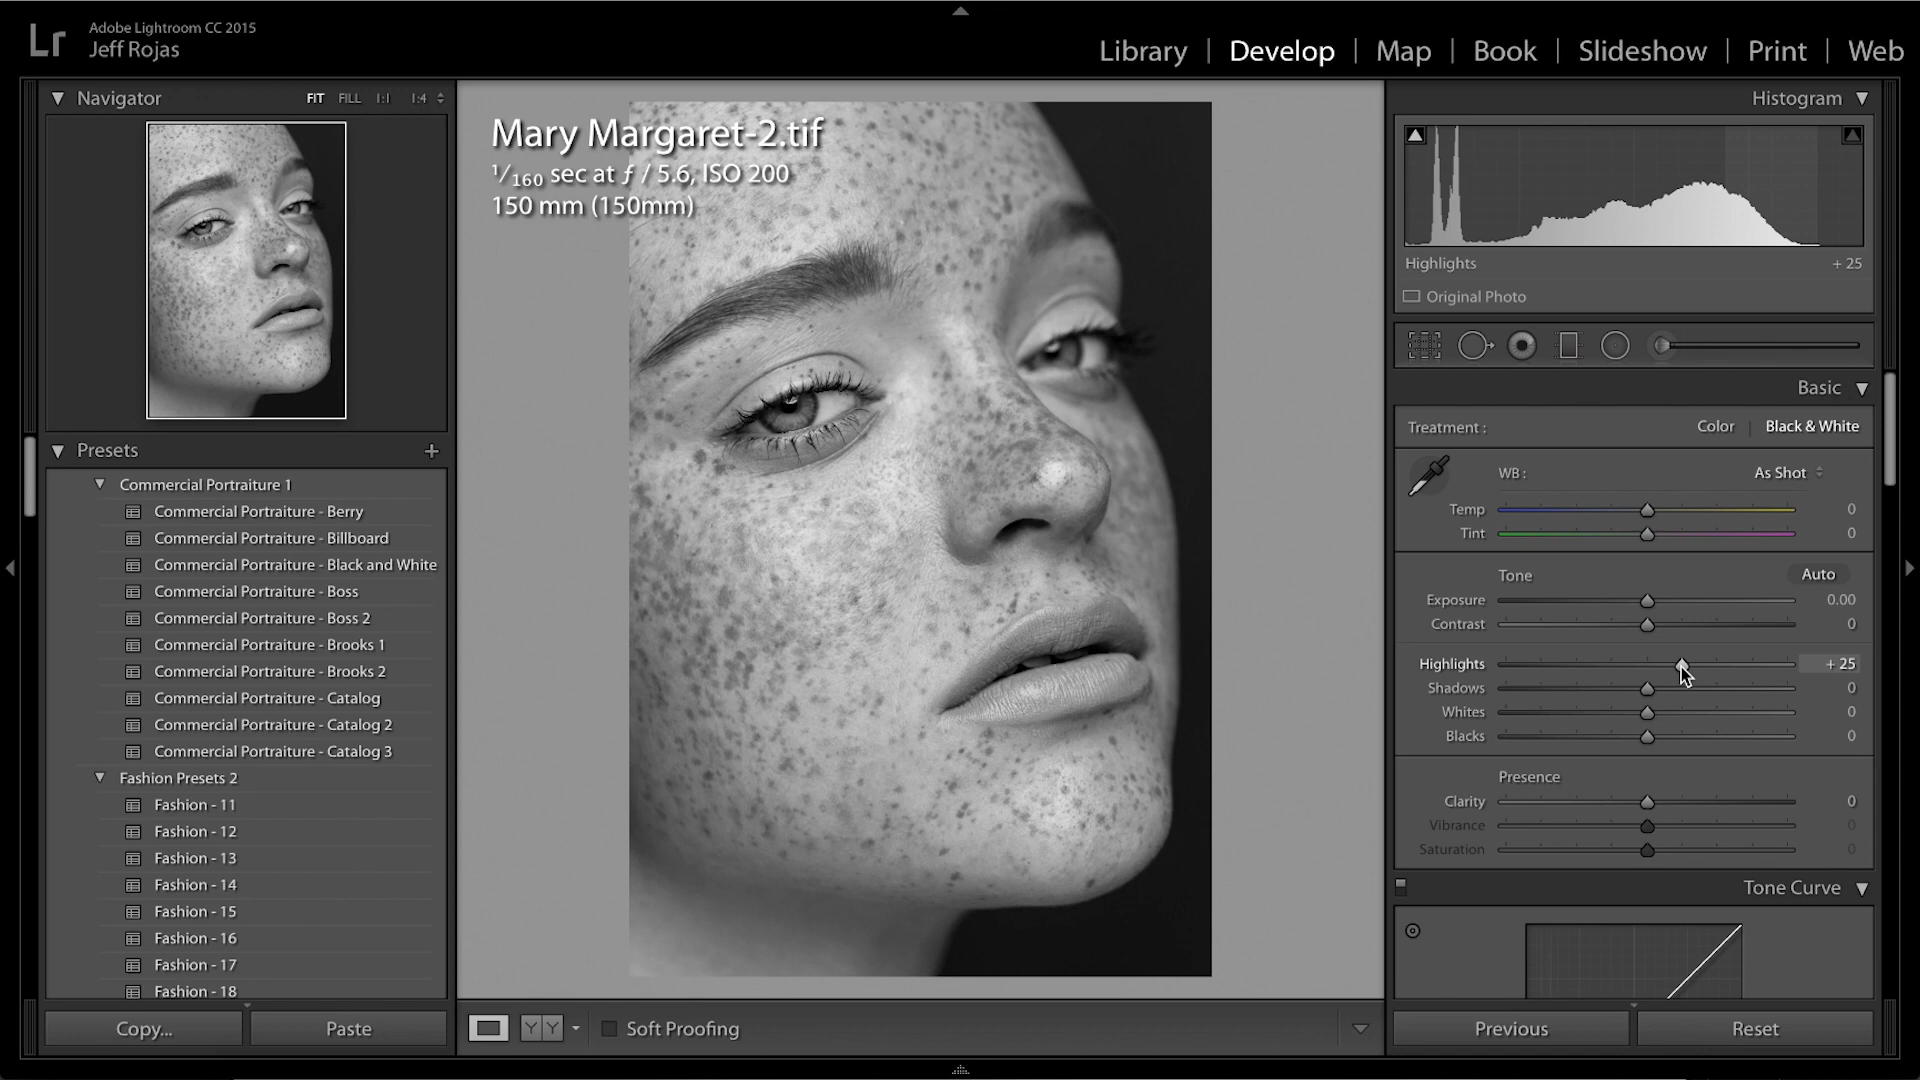 Lr
Adobe Lightroom CC 2015
Jeff Rojas
Library | Develop | Map | Book | Slideshow | Print | Web
Navigator
FIT FILL 1:1 1:4
Presets +
Commercial Portraiture 1
Commercial Portraiture - Berry
Commercial Portraiture - Billboard
Commercial Portraiture - Black and White
Commercial Portraiture - Boss
Commercial Portraiture - Boss 2
Commercial Portraiture - Brooks 1
Commercial Portraiture - Brooks 2
Commercial Portraiture - Catalog
Commercial Portraiture - Catalog 2
Commercial Portraiture - Catalog 3
Fashion Presets 2
Fashion - 11
Fashion - 12
Fashion - 13
Fashion - 14
Fashion - 15
Fashion - 16
Fashion - 17
Fashion - 18
Copy... Paste
Mary Margaret-2.tif
1/160 sec at ƒ / 5.6, ISO 200
150 mm (150mm)
YY
Soft Proofing
Histogram
Highlights + 25
Original Photo
Basic
Treatment : Color | Black & White
WB : As Shot
Temp 0
Tint 0
Tone Auto
Exposure 0.00
Contrast 0
Highlights + 25
Shadows 0
Whites 0
Blacks 0
Presence
Clarity 0
Vibrance 0
Saturation 0
Tone Curve
Previous Reset